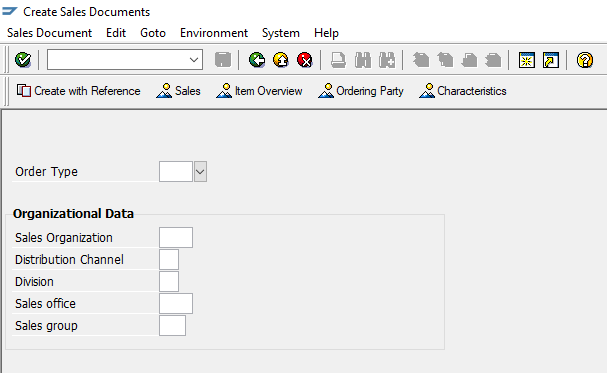 Create Sales Documents
Sales Document Edit Goto Environment System Help
Create with Reference Sales Item Overview Ordering Party Characteristics
Order Type
Organizational Data
Sales Organization
Distribution Channel
Division
Sales office
Sales group